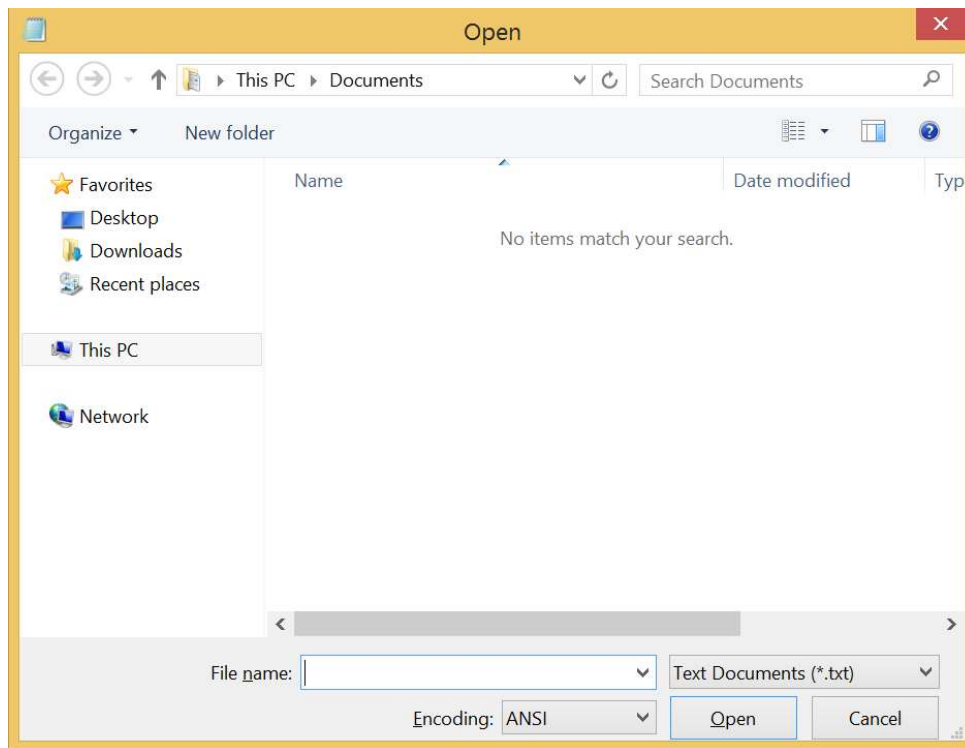 Open
This PC Documents Search Documents
Organize New folder
Favorites Name Date modified Typ
Desktop
No items match your search.
Downloads
Recent places
This PC
Network
File name: Text Documents (*.txt)
Encoding: ANSI Open Cancel